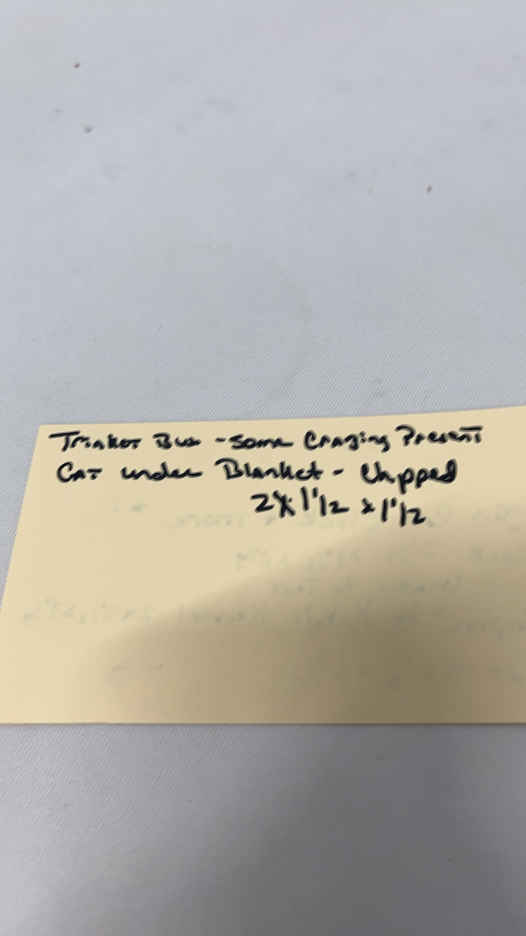 Trinket Box - Some Crazing Present
Cat under Blanket - Chipped
2 x 1 1/2 x 1 1/2